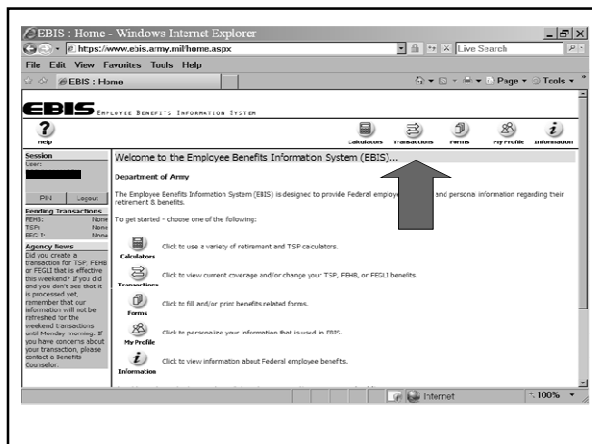 EBIS : Home - Windows Internet Explorer
https://www.ebis.army.mil/home.aspx
Live Search
File Edit View Favorites Tools Help
EBIS : Home
Page Tools
EBIS EMPLOYEE BENEFITS INFORMATION SYSTEM
Help
Calculators Transactions Forms My Profile Information
Session
User:
PIN Logout
Pending Transactions
FEHB: None
TSP: None
FEGLI: None
Agency News
Did you create a
transaction for TSP, FEHB
or FEGLI that is effective
this weekend? If you did
and you don't see that it
is processed yet,
remember that our
information will not be
refreshed for the
weekend transactions
until Monday morning. If
you have concerns about
your transaction, please
contact a Benefits
Counselor.
Welcome to the Employee Benefits Information System (EBIS)...
Department of Army
The Employee Benefits Information System (EBIS) is designed to provide Federal and personal information regarding their
retirement & benefits.
To get started - choose one of the following:
Calculators
Click to use a variety of retirement and TSP calculators.
Transactions
Click to view current coverage and/or change your TSP, FEHB, or FEGLI benefits.
Forms
Click to fill and/or print benefits related forms.
My Profile
Click to personalize your information that is used in EBIS.
Information
Click to view information about Federal employee benefits.
Internet
100%